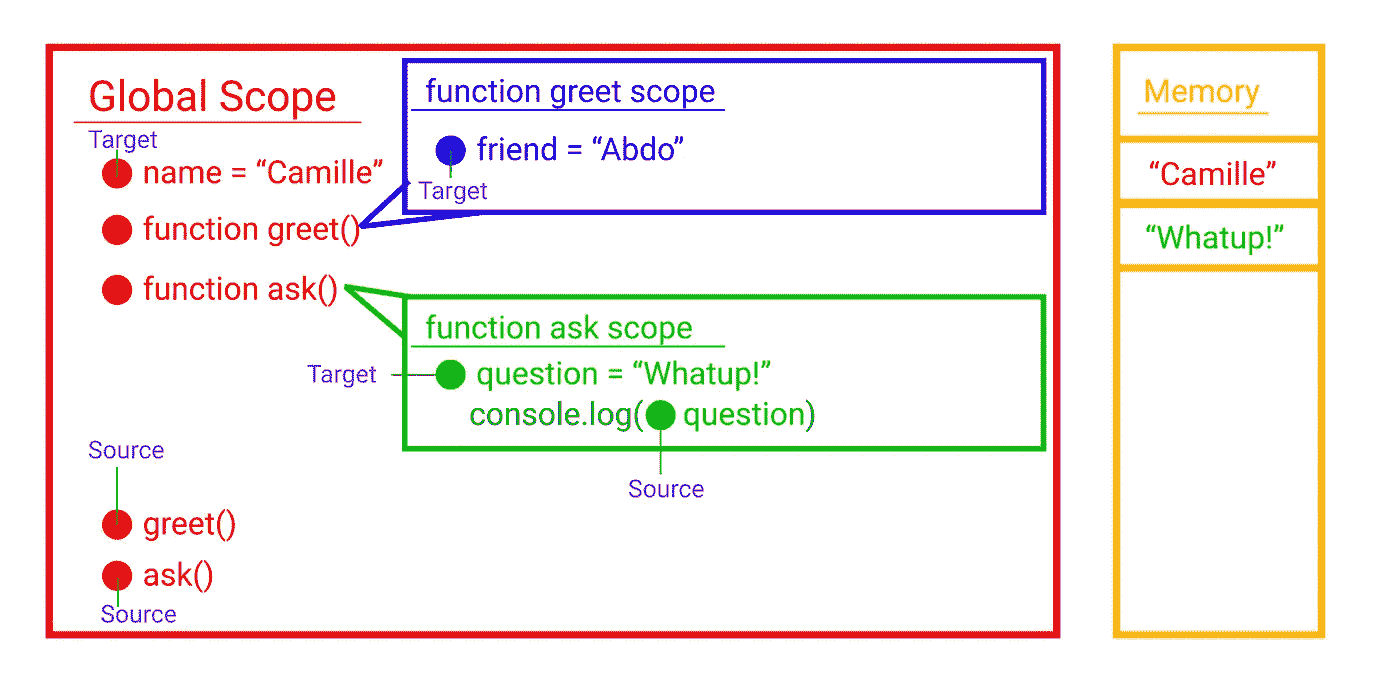 Global Scope
Target
name = “Camille”
function greet()
function ask()
function greet scope
friend = “Abdo”
Target
function ask scope
Target
question = “Whatup!”
console.log( question)
Source
Source
greet()
ask()
Source
Memory
“Camille”
“Whatup!”